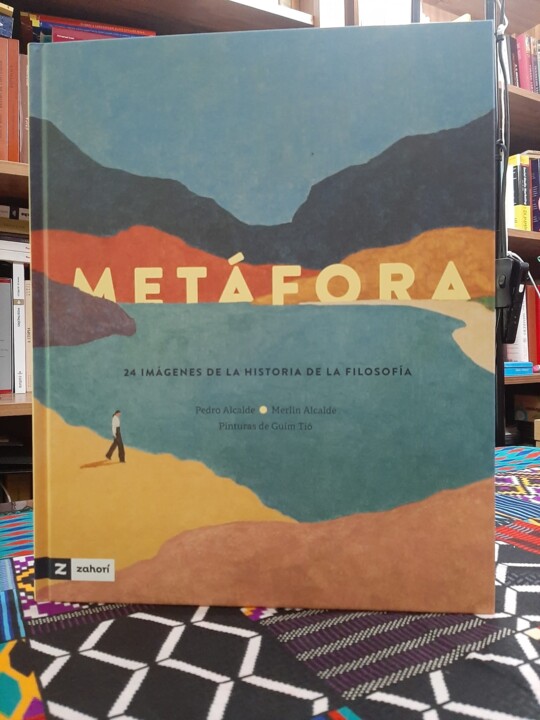 METÁFORA
24 IMÁGENES DE LA HISTORIA DE LA FILOSOFÍA
Pedro Alcalde Merlín Alcalde
Pinturas de Guim Tió
Z zahorí